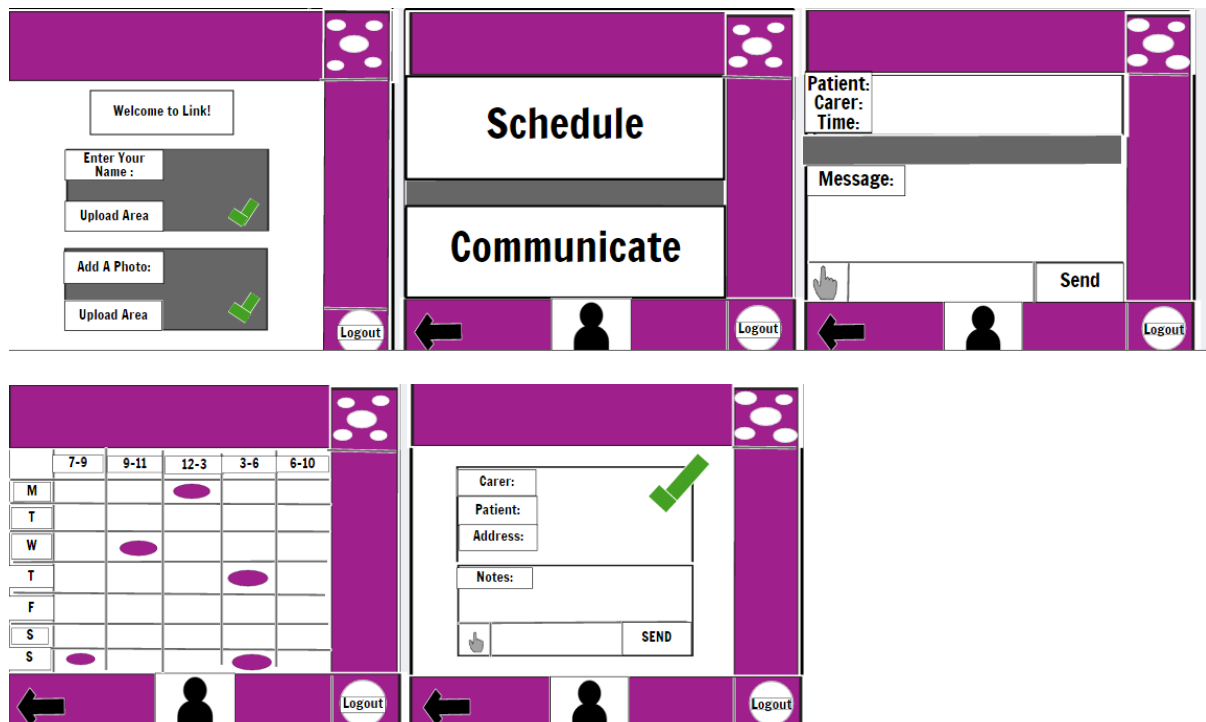 Welcome to Link!
Enter Your
Name :
Upload Area
Add A Photo:
Upload Area
Logout
Schedule
Communicate
Logout
Patient:
Carer:
Time:
Message:
Send
Logout
7-9 9-11 12-3 3-6 6-10
M
T
W
T
F
S
S
Logout
Carer:
Patient:
Address:
Notes:
SEND
Logout